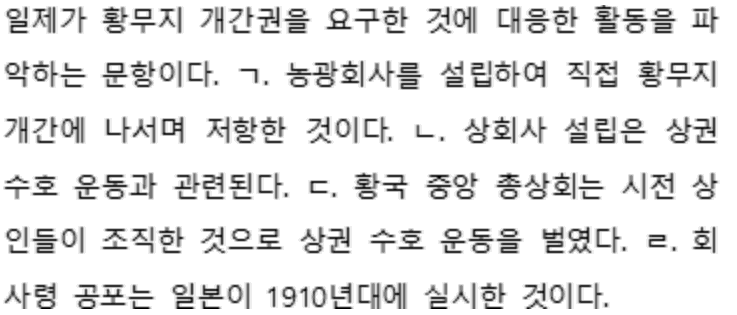 일제가 황무지 개간권을 요구한 것에 대응한 활동을 파
악하는 문항이다. ㄱ. 농광회사를 설립하여 직접 황무지
개간에 나서며 저항한 것이다. ㄴ. 상회사 설립은 상권
수호 운동과 관련된다. ㄷ. 황국 중앙 총상회는 시전 상
인들이 조직한 것으로 상권 수호 운동을 벌였다. ㄹ. 회
사령 공포는 일본이 1910년대에 실시한 것이다.